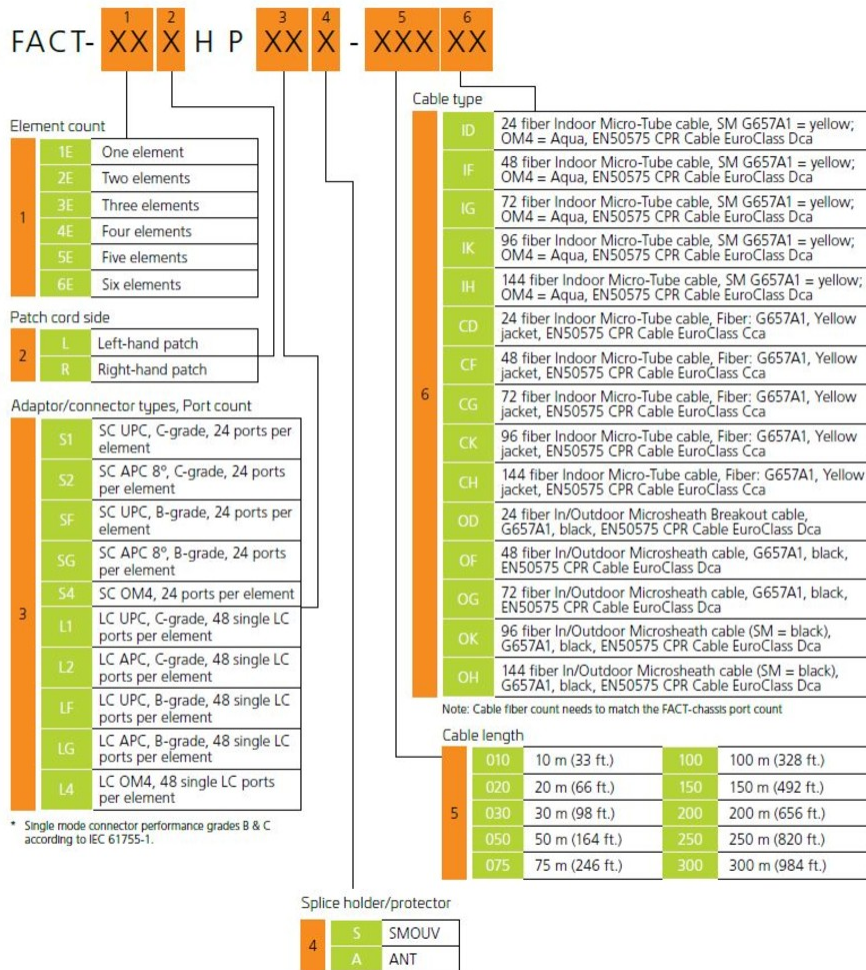 1 2 3 4 5 6
FACT- XX X H P XX X - XXX XX
Element count
1
1E One element
2E Two elements
3E Three elements
4E Four elements
5E Five elements
6E Six elements
Patch cord side
2
L Left-hand patch
R Right-hand patch
Adaptor/connector types, Port count
3
S1 SC UPC, C-grade, 24 ports per
element
S2 SC APC 8º, C-grade, 24 ports
per element
SF SC UPC, B-grade, 24 ports per
element
SG SC APC 8º, B-grade, 24 ports
per element
S4 SC OM4, 24 ports per element
L1 LC UPC, C-grade, 48 single LC
ports per element
L2 LC APC, C-grade, 48 single LC
ports per element
LF LC UPC, B-grade, 48 single LC
ports per element
LG LC APC, B-grade, 48 single LC
ports per element
L4 LC OM4, 48 single LC ports
per element
* Single mode connector performance grades B & C
according to IEC 61755-1.
Cable type
6
ID 24 fiber Indoor Micro-Tube cable, SM G657A1 = yellow;
OM4 = Aqua, EN50575 CPR Cable EuroClass Dca
IF 48 fiber Indoor Micro-Tube cable, SM G657A1 = yellow;
OM4 = Aqua, EN50575 CPR Cable EuroClass Dca
IG 72 fiber Indoor Micro-Tube cable, SM G657A1 = yellow;
OM4 = Aqua, EN50575 CPR Cable EuroClass Dca
IK 96 fiber Indoor Micro-Tube cable, SM G657A1 = yellow;
OM4 = Aqua, EN50575 CPR Cable EuroClass Dca
IH 144 fiber Indoor Micro-Tube cable, SM G657A1 = yellow;
OM4 = Aqua, EN50575 CPR Cable EuroClass Dca
CD 24 fiber Indoor Micro-Tube cable, Fiber: G657A1, Yellow
jacket, EN50575 CPR Cable EuroClass Cca
CF 48 fiber Indoor Micro-Tube cable, Fiber: G657A1, Yellow
jacket, EN50575 CPR Cable EuroClass Cca
CG 72 fiber Indoor Micro-Tube cable, Fiber: G657A1, Yellow
jacket, EN50575 CPR Cable EuroClass Cca
CK 96 fiber Indoor Micro-Tube cable, Fiber: G657A1, Yellow
jacket, EN50575 CPR Cable EuroClass Cca
CH 144 fiber Indoor Micro-Tube cable, Fiber: G657A1, Yellow
jacket, EN50575 CPR Cable EuroClass Cca
OD 24 fiber In/Outdoor Microsheath Breakout cable,
G657A1, black, EN50575 CPR Cable EuroClass Dca
OF 48 fiber In/Outdoor Microsheath cable, G657A1, black,
EN50575 CPR Cable EuroClass Dca
OG 72 fiber In/Outdoor Microsheath cable, G657A1, black,
EN50575 CPR Cable EuroClass Dca
OK 96 fiber In/Outdoor Microsheath cable (SM = black),
G657A1, black, EN50575 CPR Cable EuroClass Dca
OH 144 fiber In/Outdoor Microsheath cable (SM = black),
G657A1, black, EN50575 CPR Cable EuroClass Dca
Note: Cable fiber count needs to match the FACT-chassis port count
Cable length
5
010 10 m (33 ft.) 100 100 m (328 ft.)
020 20 m (66 ft.) 150 150 m (492 ft.)
030 30 m (98 ft.) 200 200 m (656 ft.)
050 50 m (164 ft.) 250 250 m (820 ft.)
075 75 m (246 ft.) 300 300 m (984 ft.)
Splice holder/protector
4
S SMOUV
A ANT